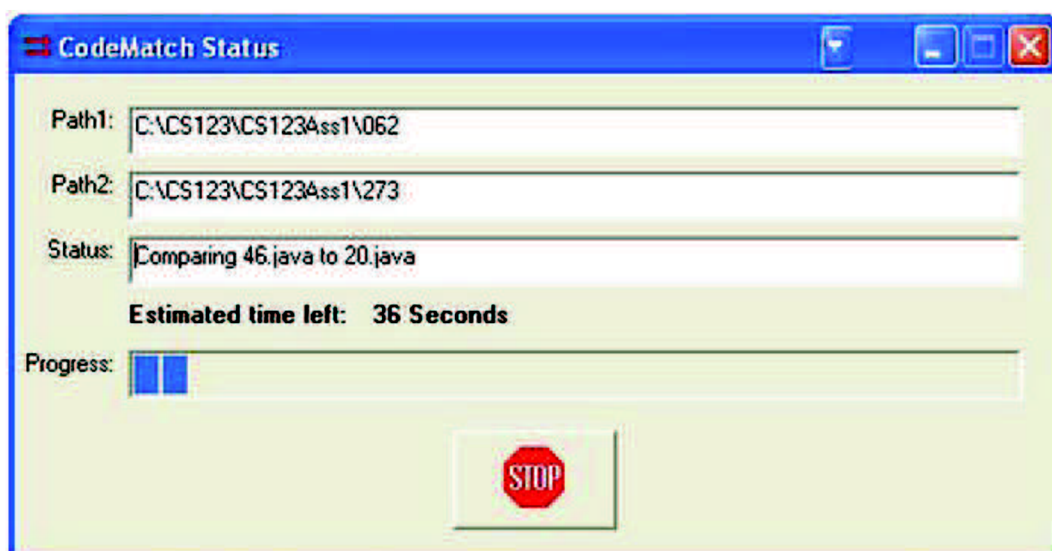 CodeMatch Status
Path1: C:\CS123\CS123Ass1\062
Path2: C:\CS123\CS123Ass1\273
Status: Comparing 46.java to 20.java
Estimated time left: 36 Seconds
Progress:
STOP